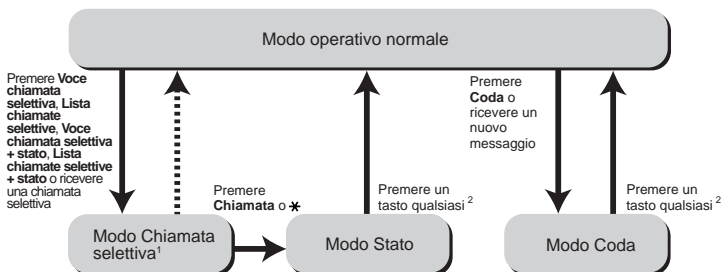 Modo operativo normale
Premere Voce
chiamata
selettiva, Lista
chiamate
selettive, Voce
chiamata selettiva
+ stato, Lista
chiamate selettive
+ stato o ricevere
una chiamata
selettiva
Premere
Chiamata o *
Premere un
tasto qualsiasi 2
Premere
Coda o
ricevere un
nuovo
messaggio
Premere un
tasto qualsiasi 2
Modo Chiamata
selettiva1
Modo Stato
Modo Coda